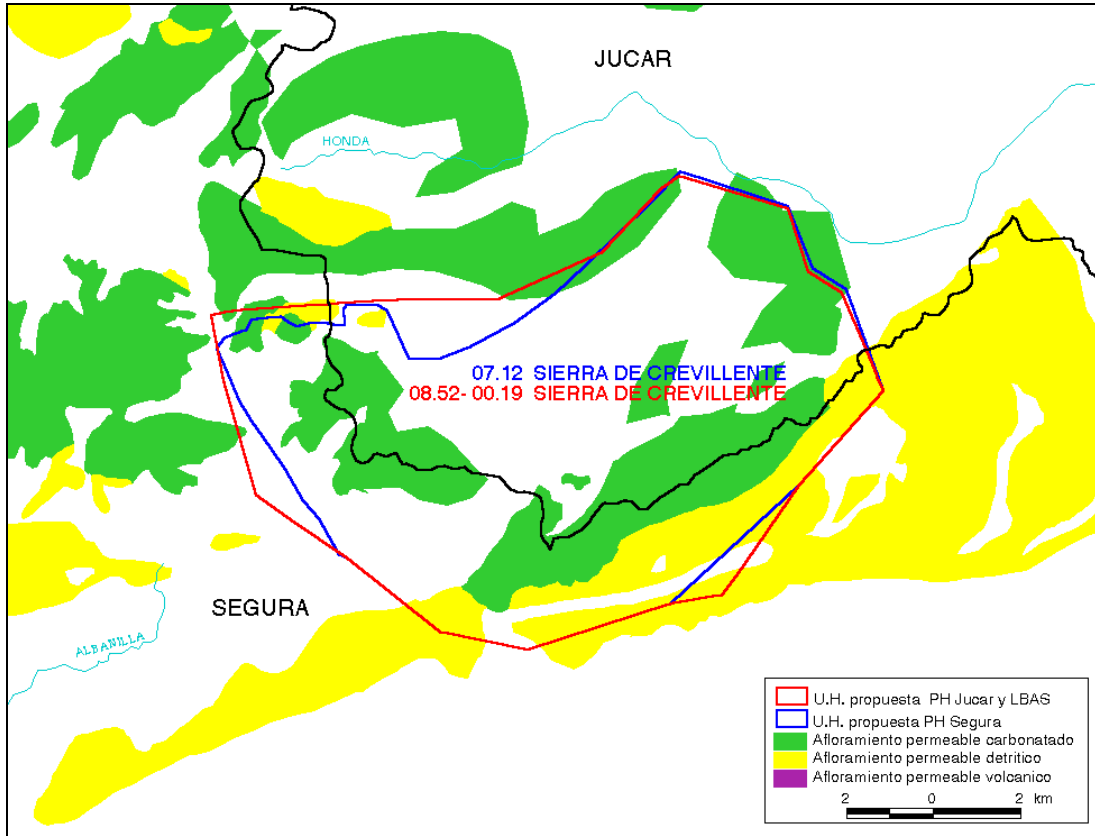 JUCAR
HONDA
07.12 SIERRA DE CREVILLENTE
08.52- 00.19 SIERRA DE CREVILLENTE
SEGURA
ALBANILLA
U.H. propuesta PH Jucar y LBAS
U.H. propuesta PH Segura
Afloramiento permeable carbonatado
Afloramiento permeable detritico
Afloramiento permeable volcanico
2 0 2 km